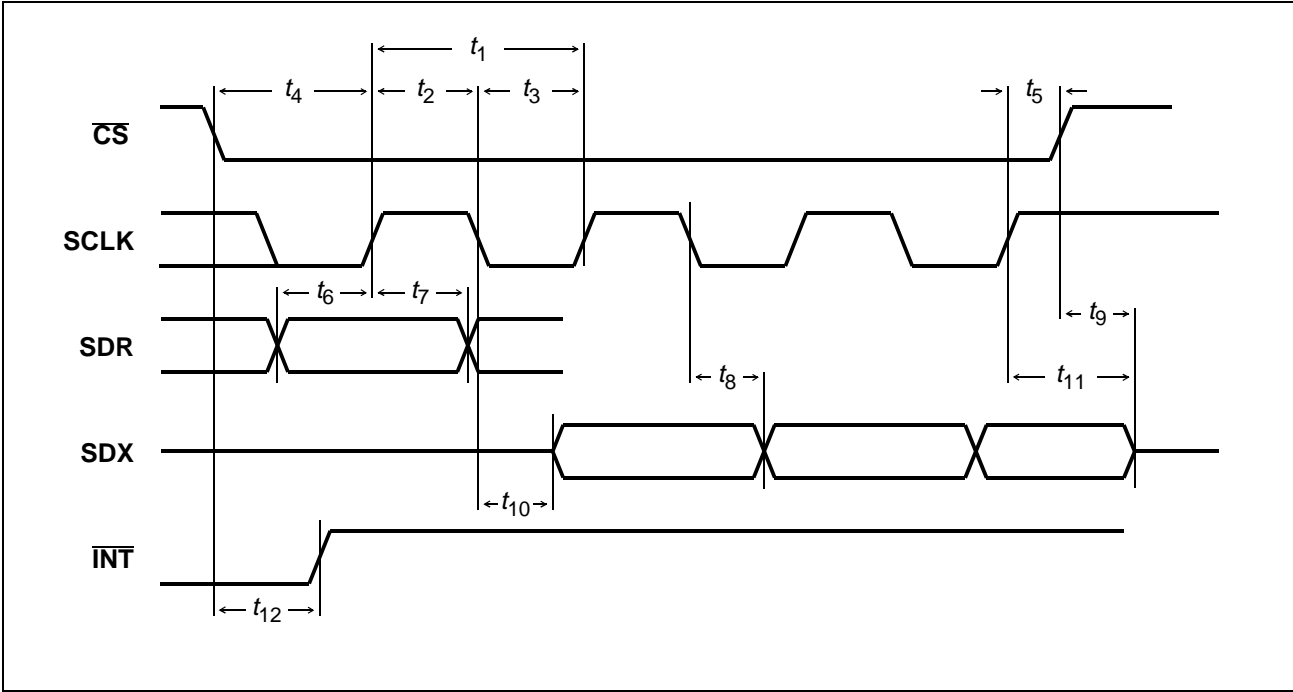 t1
t4 t2 t3 t5
CS
SCLK
t6 t7
SDR
t9
t8 t11
SDX
t10
INT
t12